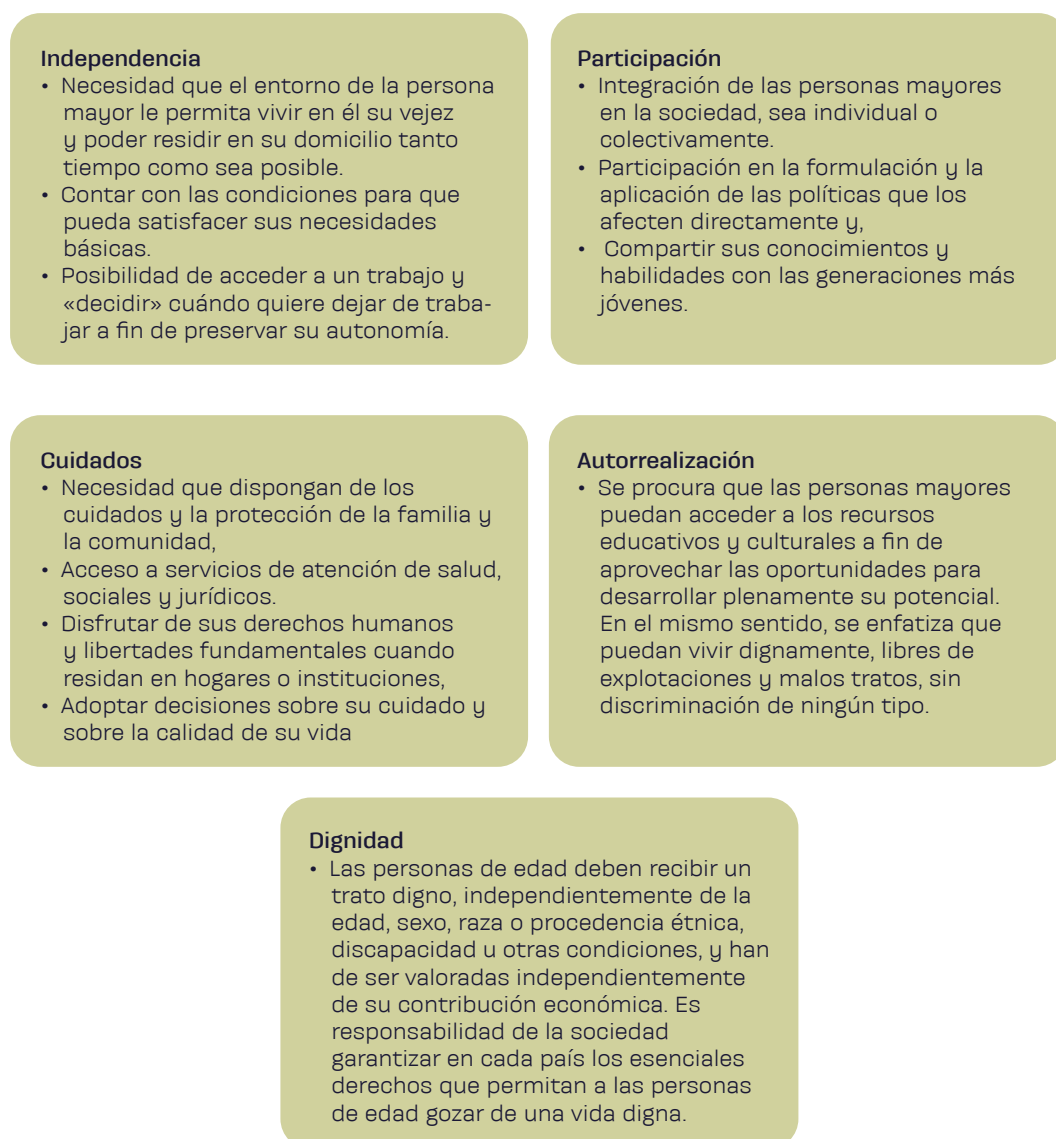 Independencia
• Necesidad que el entorno de la persona
mayor le permita vivir en él su vejez
y poder residir en su domicilio tanto
tiempo como sea posible.
• Contar con las condiciones para que
pueda satisfacer sus necesidades
básicas.
• Posibilidad de acceder a un trabajo y
«decidir» cuándo quiere dejar de traba-
jar a fin de preservar su autonomía.
Participación
• Integración de las personas mayores
en la sociedad, sea individual o
colectivamente.
• Participación en la formulación y la
aplicación de las políticas que los
afecten directamente y,
• Compartir sus conocimientos y
habilidades con las generaciones más
jóvenes.
Cuidados
• Necesidad que dispongan de los
cuidados y la protección de la familia y
la comunidad,
• Acceso a servicios de atención de salud,
sociales y jurídicos.
• Disfrutar de sus derechos humanos
y libertades fundamentales cuando
residan en hogares o instituciones,
• Adoptar decisiones sobre su cuidado y
sobre la calidad de su vida
Autorrealización
• Se procura que las personas mayores
puedan acceder a los recursos
educativos y culturales a fin de
aprovechar las oportunidades para
desarrollar plenamente su potencial.
En el mismo sentido, se enfatiza que
puedan vivir dignamente, libres de
explotaciones y malos tratos, sin
discriminación de ningún tipo.
Dignidad
• Las personas de edad deben recibir un
trato digno, independientemente de la
edad, sexo, raza o procedencia étnica,
discapacidad u otras condiciones, y han
de ser valoradas independientemente
de su contribución económica. Es
responsabilidad de la sociedad
garantizar en cada país los esenciales
derechos que permitan a las personas
de edad gozar de una vida digna.